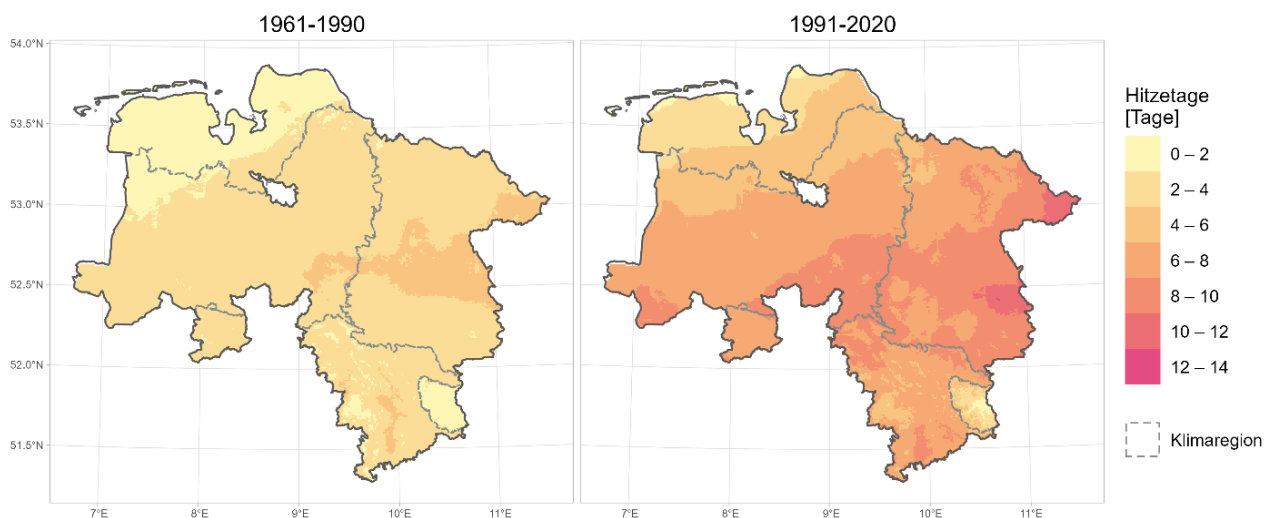 1961-1990
1991-2020
54.0°N
53.5°N
53.0°N
52.5°N
52.0°N
51.5°N
7°E
8°E
9°E
10°E
11°E
7°E
8°E
9°E
10°E
11°E
Hitzetage
[Tage]
0 – 2
2 – 4
4 – 6
6 – 8
8 – 10
10 – 12
12 – 14
Klimaregion